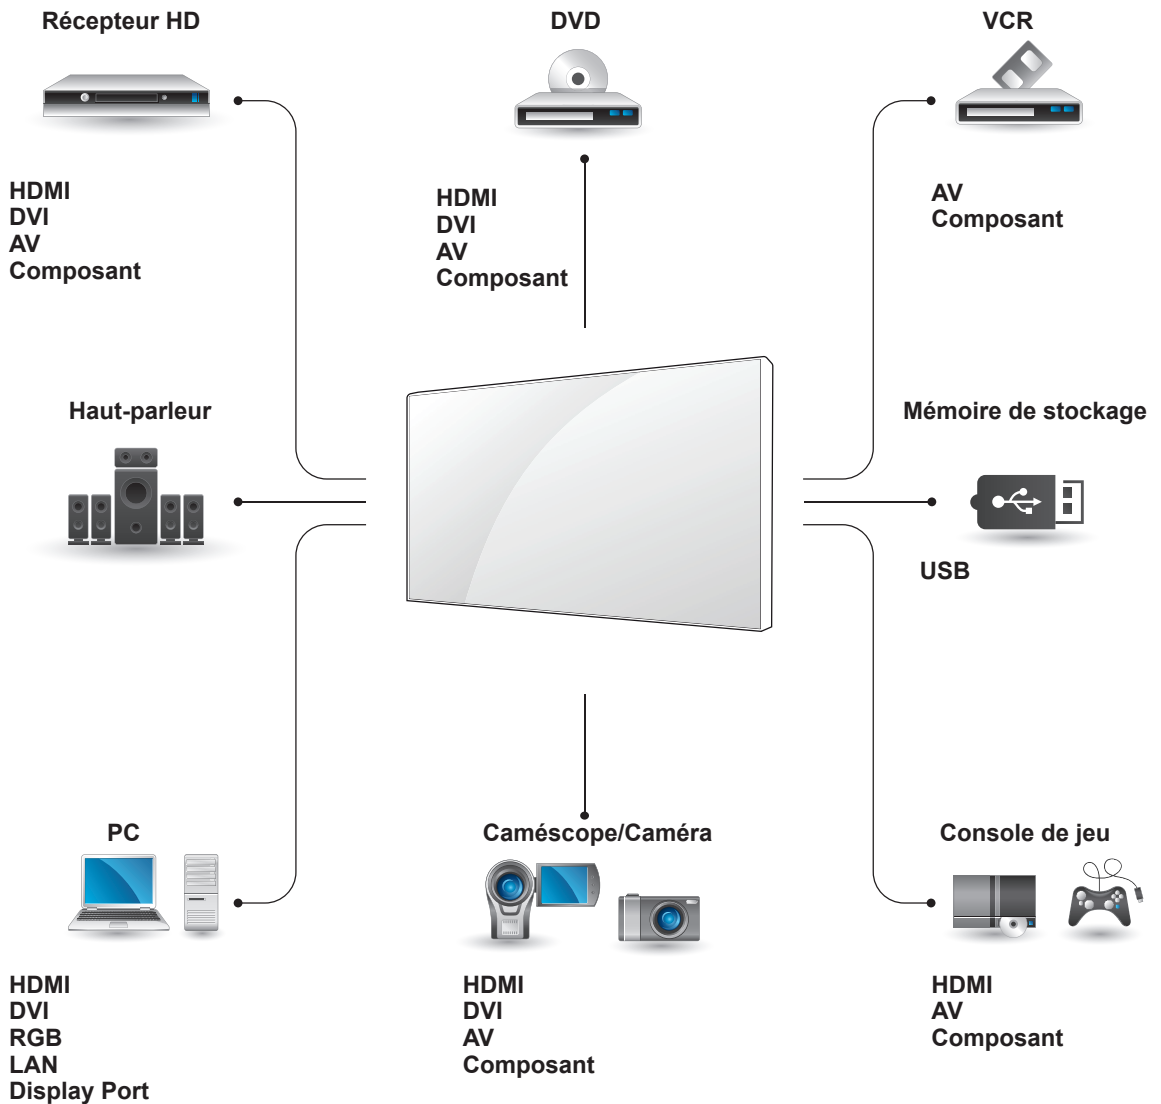 Récepteur HD
HDMI
DVI
AV
Composant
DVD
HDMI
DVI
AV
Composant
VCR
AV
Composant
Haut-parleur
Mémoire de stockage
USB
PC
HDMI
DVI
RGB
LAN
Display Port
Caméscope/Caméra
HDMI
DVI
AV
Composant
Console de jeu
HDMI
AV
Composant